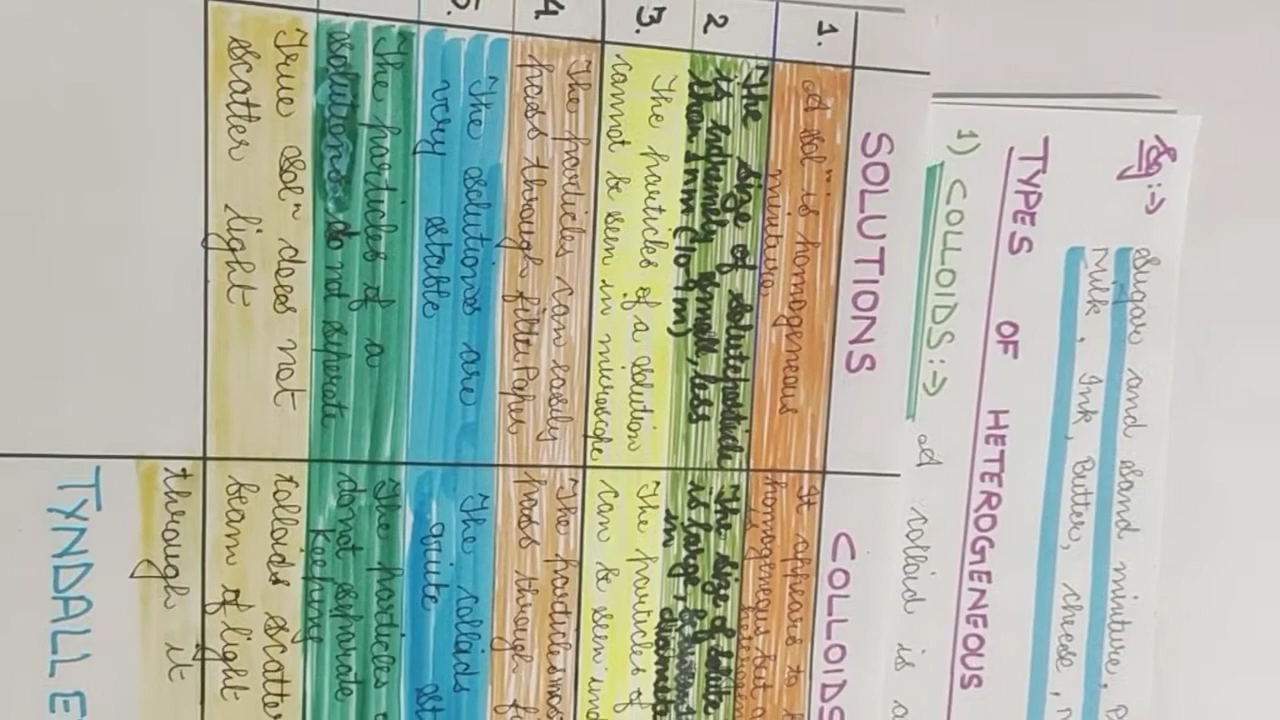 Eg:→ Sugar and sand mixture,
Milk, Ink, Butter, cheese,
TYPES OF HETEROGENEOUS
1) COLLOIDS:→ A colloid is a
SOLUTIONS
COLLOIDS
1.
A solⁿ is homogeneous
mixture.
It appears to
homogeneous but
2
The size of solute particle
is
small, less
than 1nm (10⁻⁹m)
The size of solute
is large,
in
3.
The particles of a solution
cannot be seen in microscope
The particles of
can be seen
4.
The particles can easily
pass through filter Paper
The particles
pass through
5.
The solutions are
very stable
The colloids
quite
The particles of a
solutions do not seperate
The particles
dont separate
keeping
True solⁿ does not
scatter light
colloids scatter
beam of light
through it
TYNDALL E